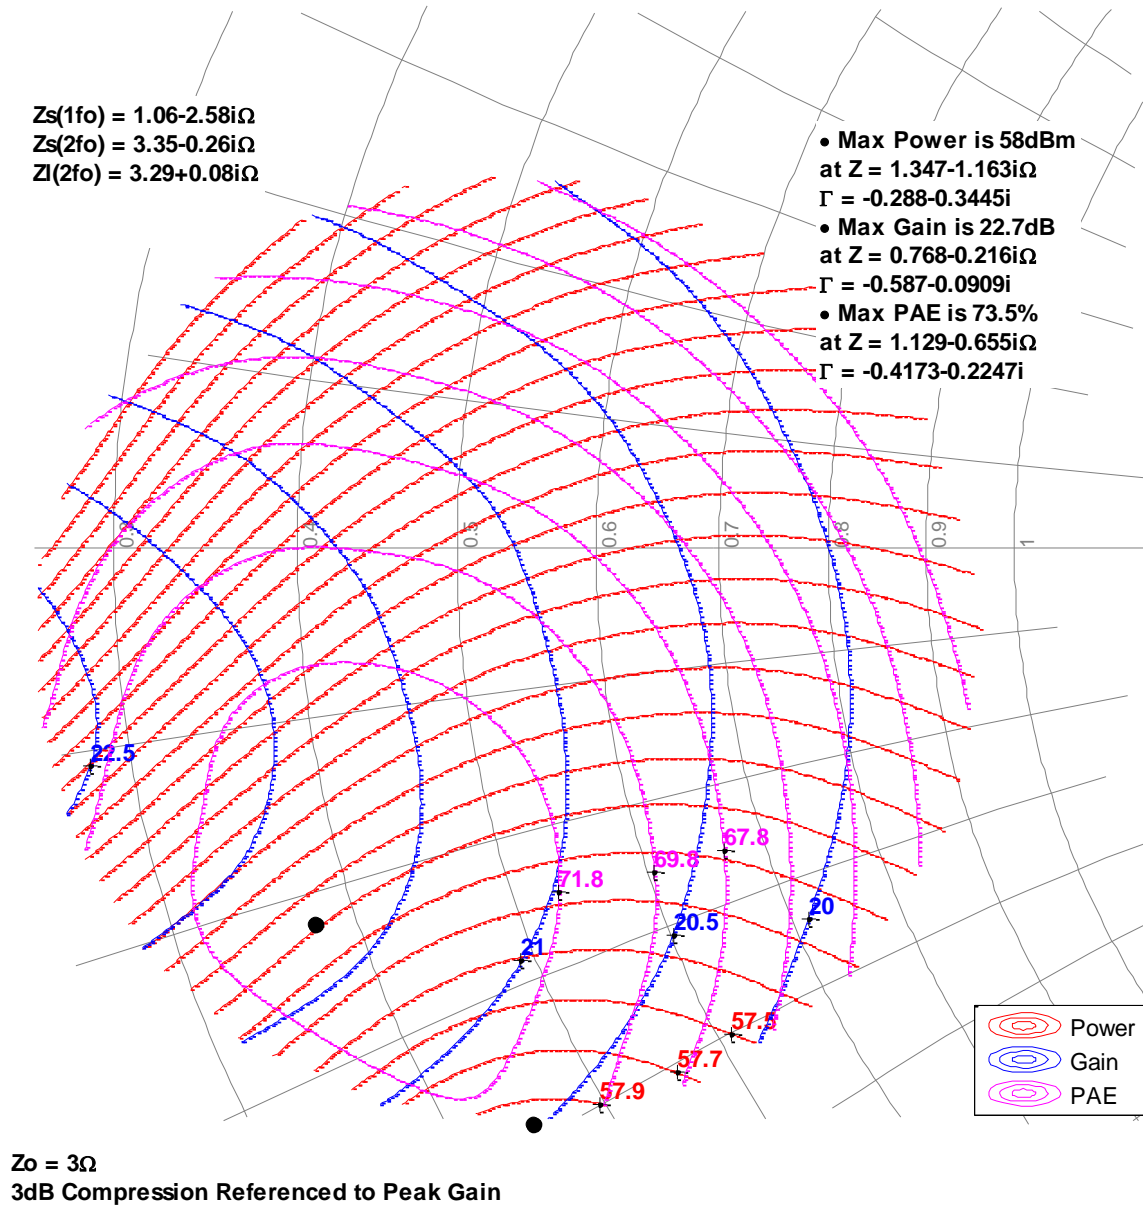 Zs(1fo) = 1.06-2.58iΩ
Zs(2fo) = 3.35-0.26iΩ
Zl(2fo) = 3.29+0.08iΩ
• Max Power is 58dBm
at Z = 1.347-1.163iΩ
Γ = -0.288-0.3445i
• Max Gain is 22.7dB
at Z = 0.768-0.216iΩ
Γ = -0.587-0.0909i
• Max PAE is 73.5%
at Z = 1.129-0.655iΩ
Γ = -0.4173-0.2247i
0.3
0.4
0.5
0.6
0.7
0.8
0.9
1
22.5
67.8
69.8
71.8
20
20.5
21
57.5
57.7
57.9
Power
Gain
PAE
Zo = 3Ω
3dB Compression Referenced to Peak Gain